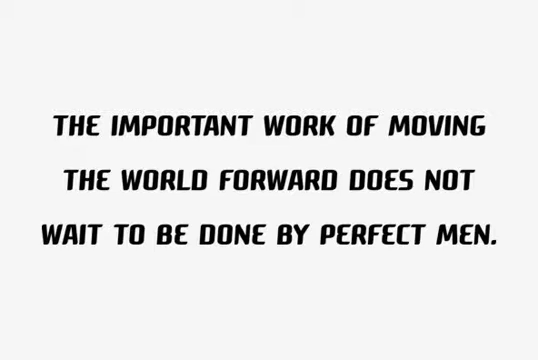 THE IMPORTANT WORK OF MOVING
THE WORLD FORWARD DOES NOT
WAIT TO BE DONE BY PERFECT MEN.